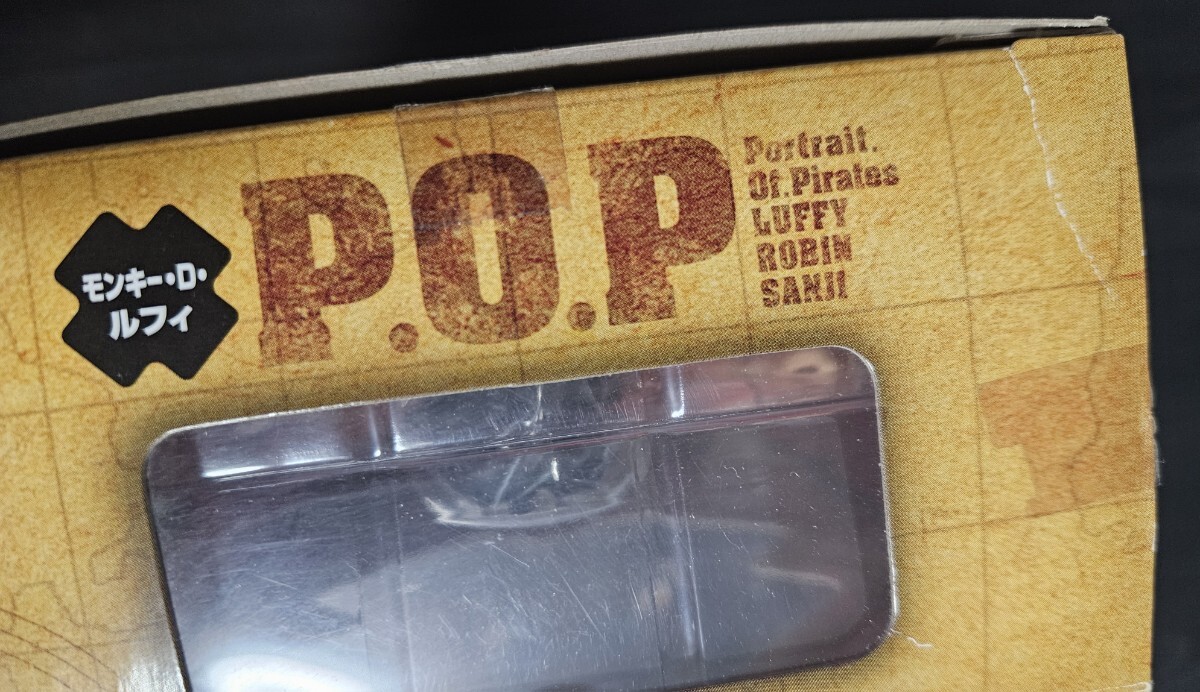 モンキー・D・
ルフィ
P.O.P
Portrait.
Of.Pirates
LUFFY
ROBIN
SANJI